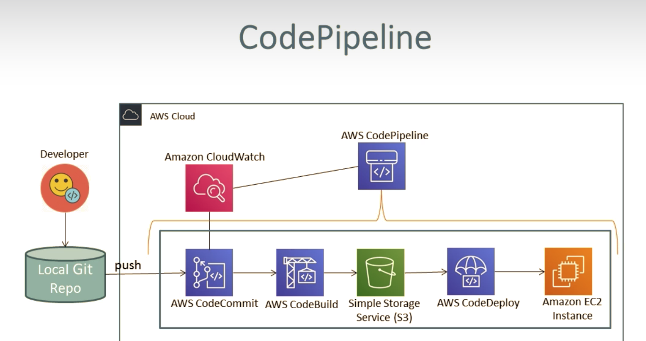 CodePipeline
AWS Cloud
AWS CodePipeline
Developer
Amazon CloudWatch
Local Git
Repo
push
AWS CodeCommit
AWS CodeBuild
Simple Storage
Service (S3)
AWS CodeDeploy
Amazon EC2
Instance